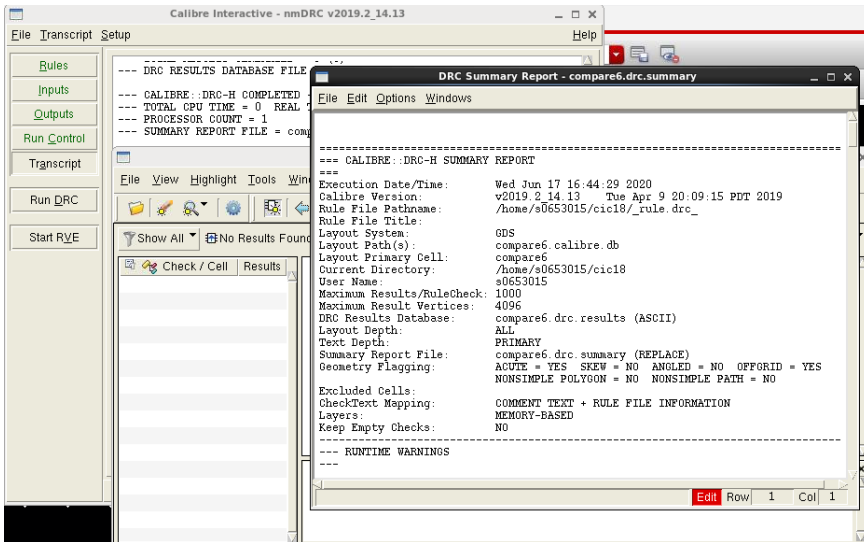 Calibre Interactive - nmDRC v2019.2_14.13
File Transcript Setup Help
Rules
Inputs
Outputs
Run Control
Transcript
Run DRC
Start RVE
--- DRC RESULTS DATABASE FILE
--- CALIBRE::DRC-H COMPLETED
--- TOTAL CPU TIME = 0 REAL
--- PROCESSOR COUNT = 1
--- SUMMARY REPORT FILE =
File View Highlight Tools
Show All No Results
Check / Cell Results
DRC Summary Report - compare6.drc.summary
File Edit Options Windows
=== CALIBRE::DRC-H SUMMARY REPORT
===
Execution Date/Time: Wed Jun 17 16:44:29 2020
Calibre Version: v2019.2_14.13 Tue Apr 9 20:09:15 PDT 2019
Rule File Pathname: /home/s0653015/cic18/_rule.drc_
Rule File Title:
Layout System: GDS
Layout Path(s): compare6.calibre.db
Layout Primary Cell: compare6
Current Directory: /home/s0653015/cic18
User Name: s0653015
Maximum Results/RuleCheck: 1000
Maximum Result Vertices: 4096
DRC Results Database: compare6.drc.results (ASCII)
Layout Depth: ALL
Text Depth: PRIMARY
Summary Report File: compare6.drc.summary (REPLACE)
Geometry Flagging: ACUTE = YES SKEW = NO ANGLED = NO OFFGRID = YES
NONSIMPLE POLYGON = NO NONSIMPLE PATH = NO
Excluded Cells:
CheckText Mapping: COMMENT TEXT + RULE FILE INFORMATION
Layers: MEMORY-BASED
Keep Empty Checks: NO
--- RUNTIME WARNINGS
---
Edit Row 1 Col 1